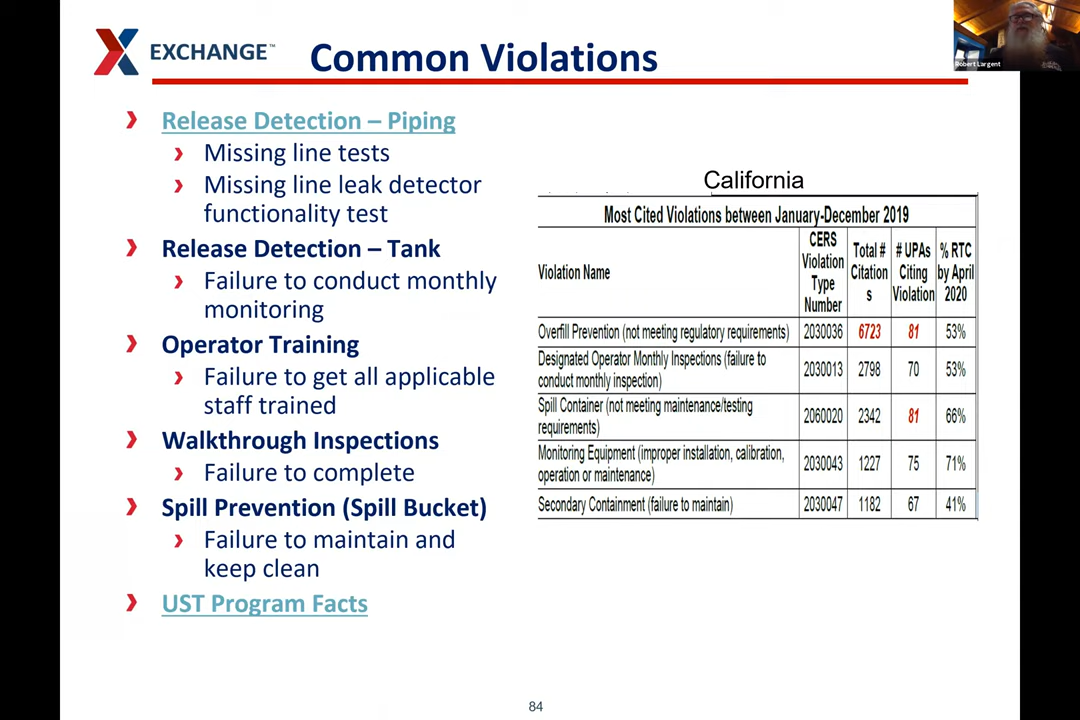 EXCHANGE™
Common Violations
Robert Largent
Release Detection – Piping
Missing line tests
Missing line leak detector
functionality test
Release Detection – Tank
Failure to conduct monthly
monitoring
Operator Training
Failure to get all applicable
staff trained
Walkthrough Inspections
Failure to complete
Spill Prevention (Spill Bucket)
Failure to maintain and
keep clean
UST Program Facts
California
Most Cited Violations between January-December 2019
Violation Name
CERS
Violation
Type
Number
Total #
Citation
s
# UPAs
Citing
Violation
% RTC
by April
2020
Overfill Prevention (not meeting regulatory requirements) 2030036 6723 81 53%
Designated Operator Monthly Inspections (failure to
conduct monthly inspection) 2030013 2798 70 53%
Spill Container (not meeting maintenance/testing
requirements) 2060020 2342 81 66%
Monitoring Equipment (improper installation, calibration,
operation or maintenance) 2030043 1227 75 71%
Secondary Containment (failure to maintain) 2030047 1182 67 41%
84